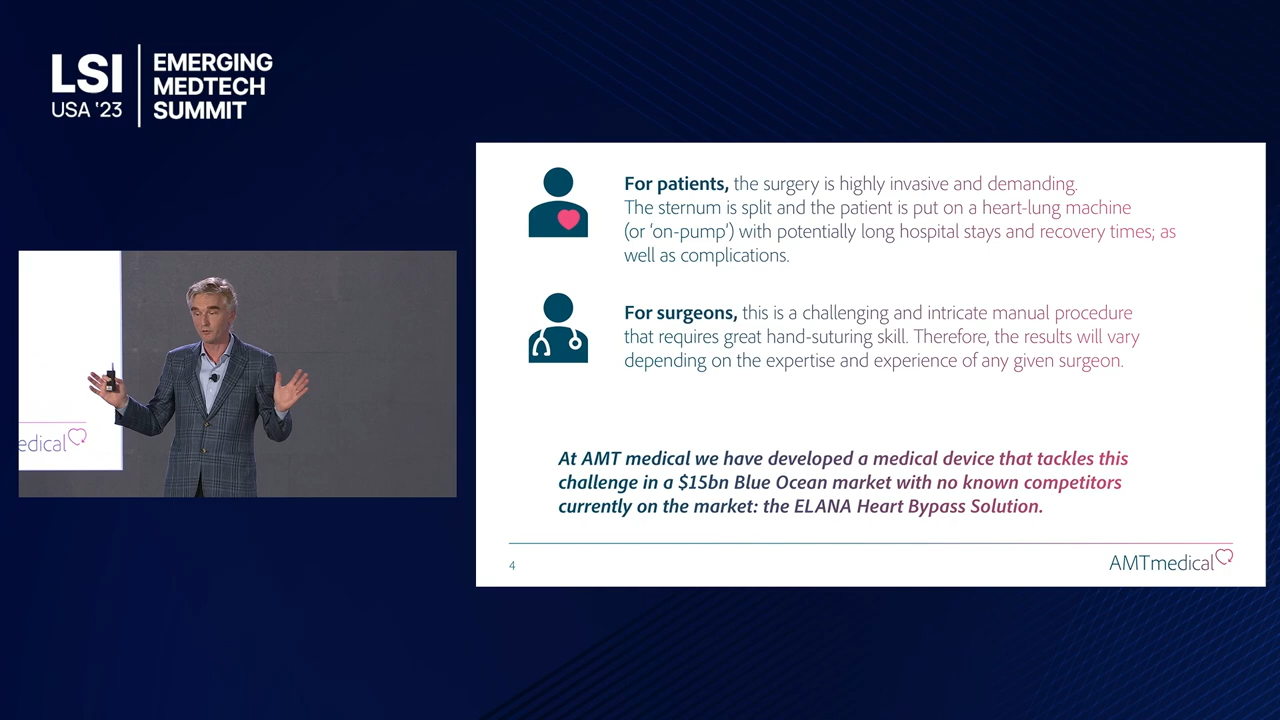 LSI
USA '23
EMERGING
MEDTECH
SUMMIT
For patients, the surgery is highly invasive and demanding.
The sternum is split and the patient is put on a heart-lung machine
(or 'on-pump') with potentially long hospital stays and recovery times; as
well as complications.
For surgeons, this is a challenging and intricate manual procedure
that requires great hand-suturing skill. Therefore, the results will vary
depending on the expertise and experience of any given surgeon.
At AMT medical we have developed a medical device that tackles this
challenge in a $15bn Blue Ocean market with no known competitors
currently on the market: the ELANA Heart Bypass Solution.
4
AMTmedical
edical